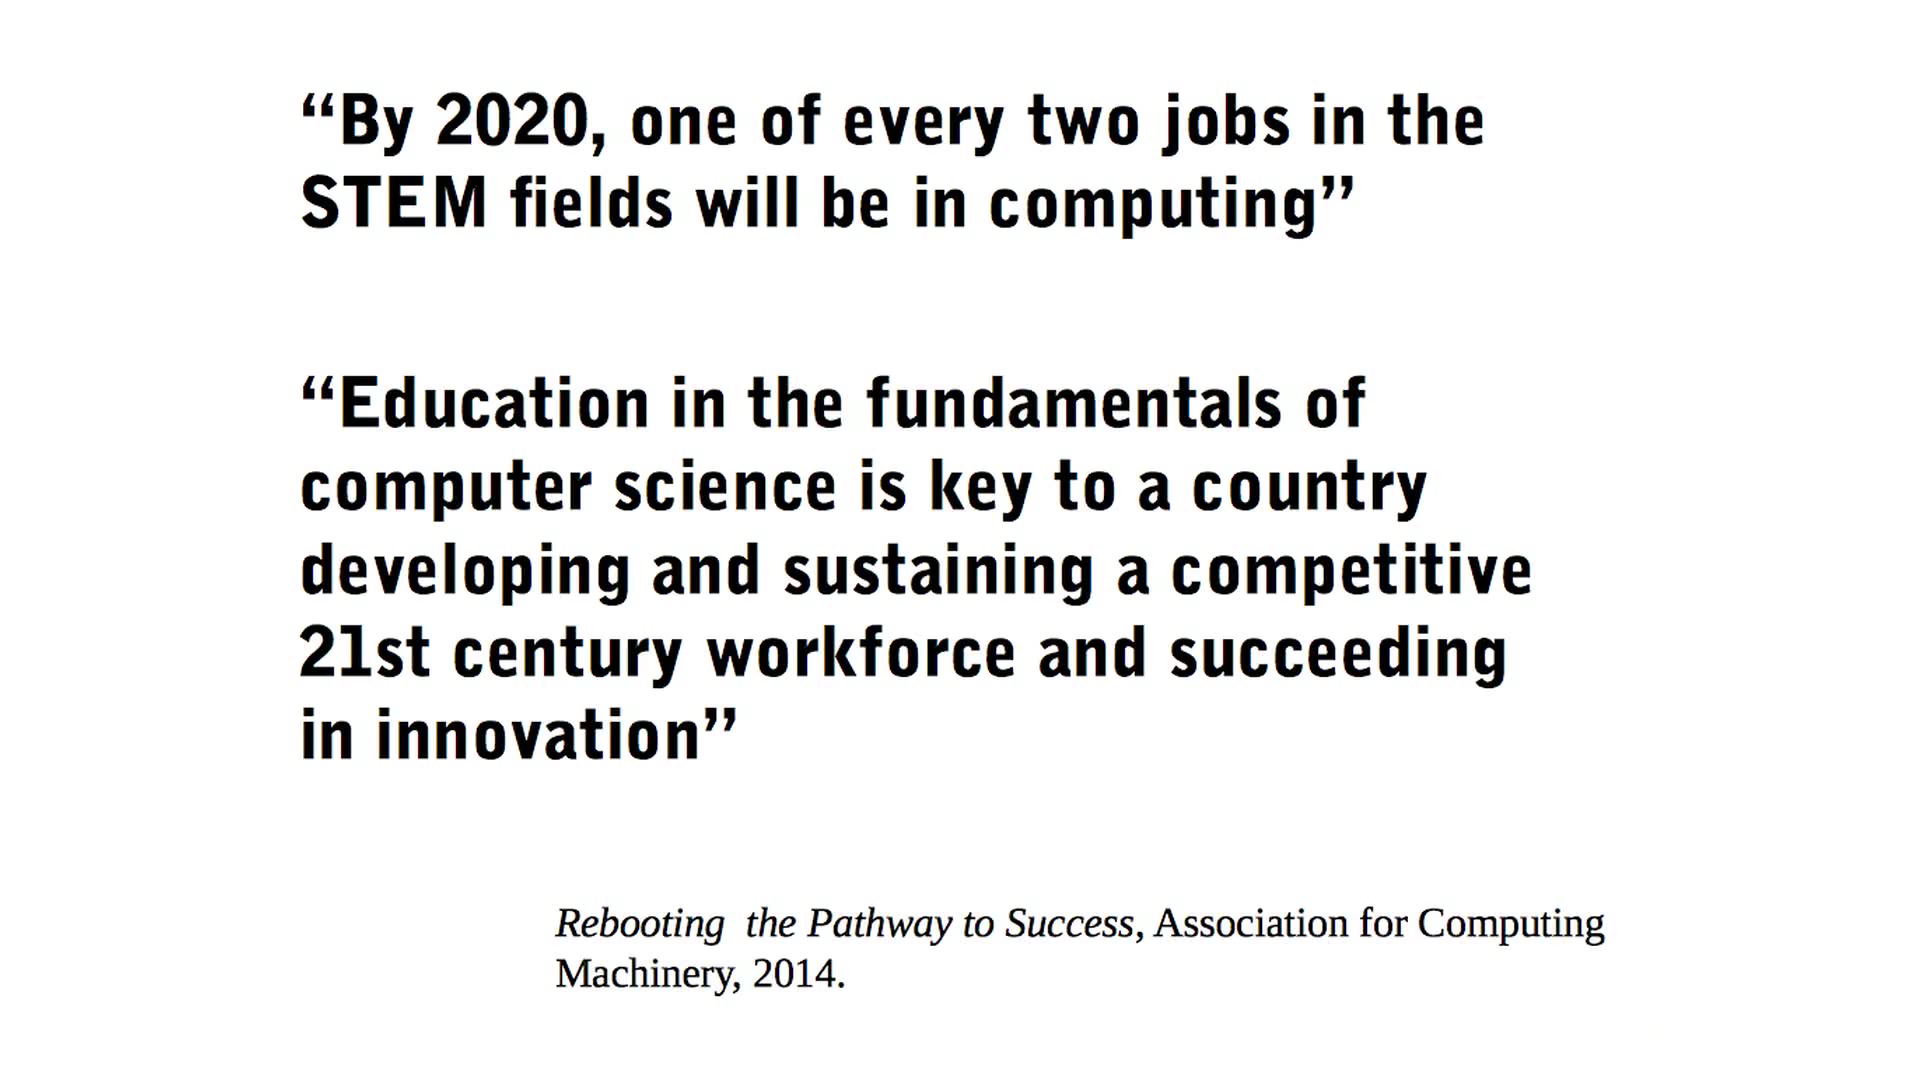 “By 2020, one of every two jobs in the
STEM fields will be in computing”
“Education in the fundamentals of
computer science is key to a country
developing and sustaining a competitive
21st century workforce and succeeding
in innovation”
Rebooting  the Pathway to Success, Association for Computing
Machinery, 2014.